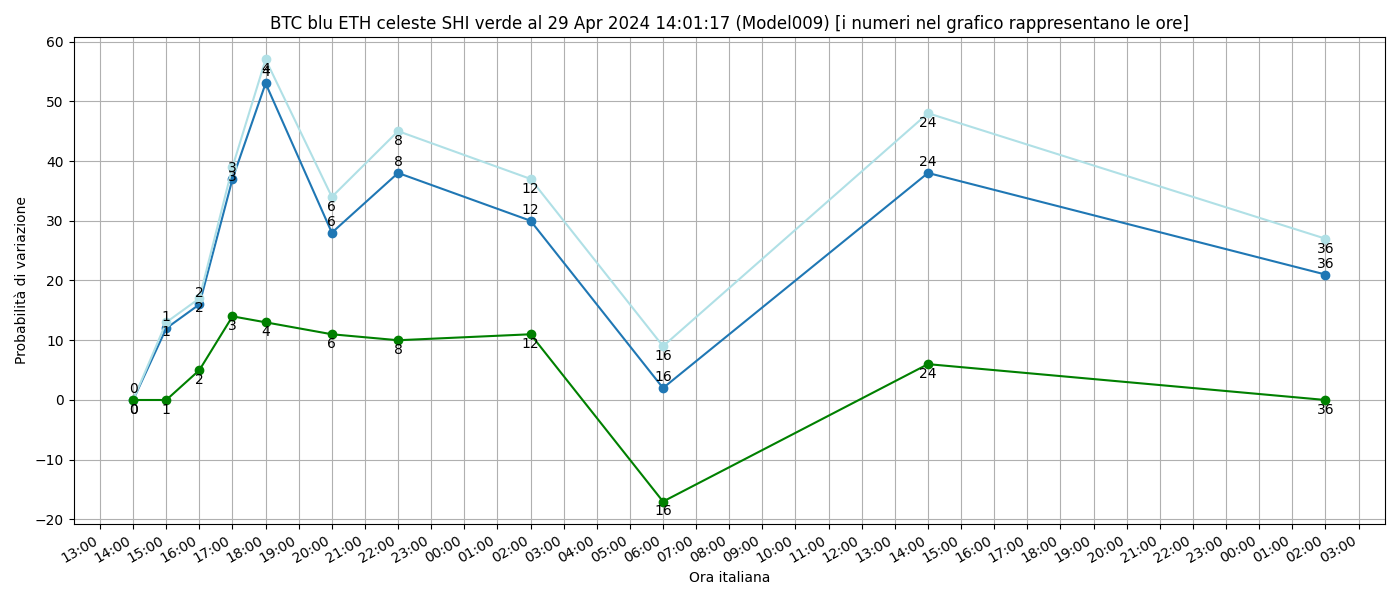 BTC blu ETH celeste SHI verde al 29 Apr 2024 14:01:17 (Model009) [i numeri nel grafico rappresentano le ore]
60
50
40
30
20
10
0
−10
−20
Probabilità di variazione
0 1 2 3 4 6 8 12 16 24 36
0 1 2 3 4 6 8 12 16 24 36
0 1 2 3 4 6 8 12 16 24 36
13:00 14:00 15:00 16:00 17:00 18:00 19:00 20:00 21:00 22:00 23:00 00:00 01:00 02:00 03:00 04:00 05:00 06:00 07:00 08:00 09:00 10:00 11:00 12:00 13:00 14:00 15:00 16:00 17:00 18:00 19:00 20:00 21:00 22:00 23:00 00:00 01:00 02:00 03:00
Ora italiana